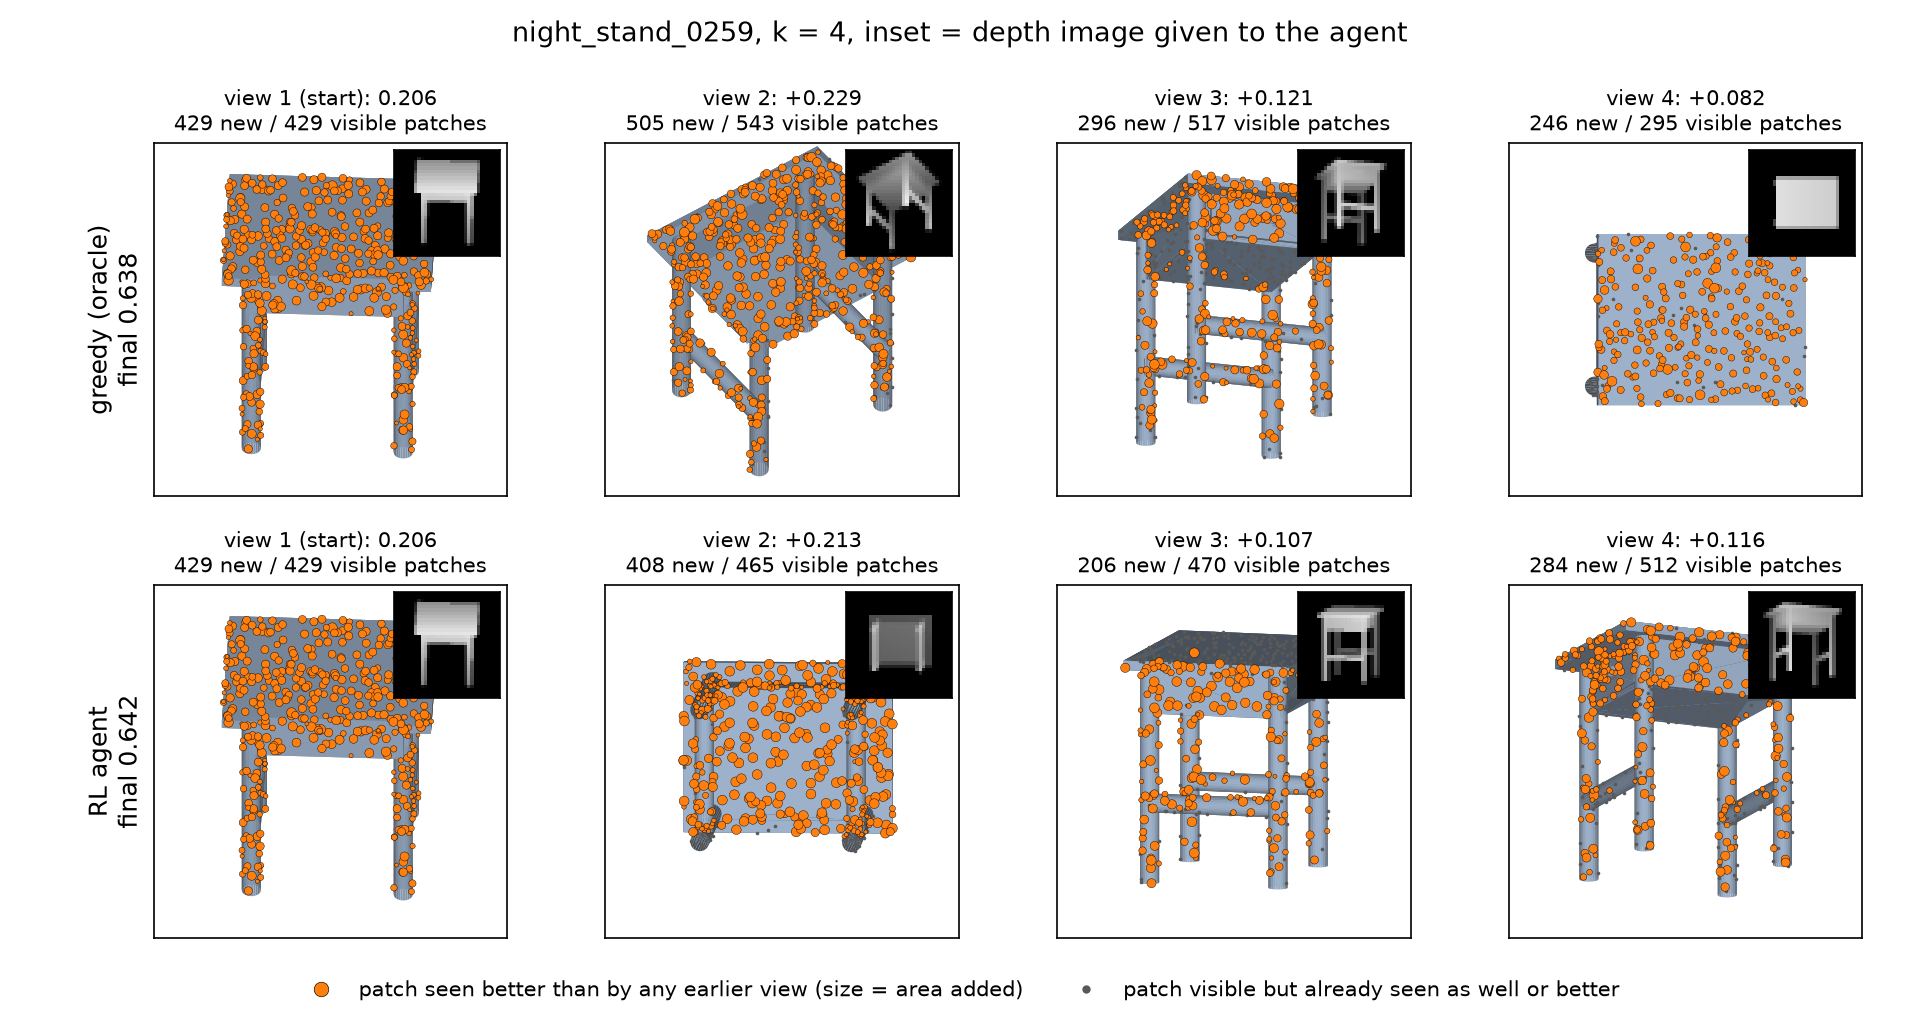 night_stand_0259, k = 4, inset = depth image given to the agent
view 1 (start): 0.206
429 new / 429 visible patches
view 2: +0.229
505 new / 543 visible patches
view 3: +0.121
296 new / 517 visible patches
view 4: +0.082
246 new / 295 visible patches
greedy (oracle)
final 0.638
view 1 (start): 0.206
429 new / 429 visible patches
view 2: +0.213
408 new / 465 visible patches
view 3: +0.107
206 new / 470 visible patches
view 4: +0.116
284 new / 512 visible patches
RL agent
final 0.642
patch seen better than by any earlier view (size = area added)
patch visible but already seen as well or better